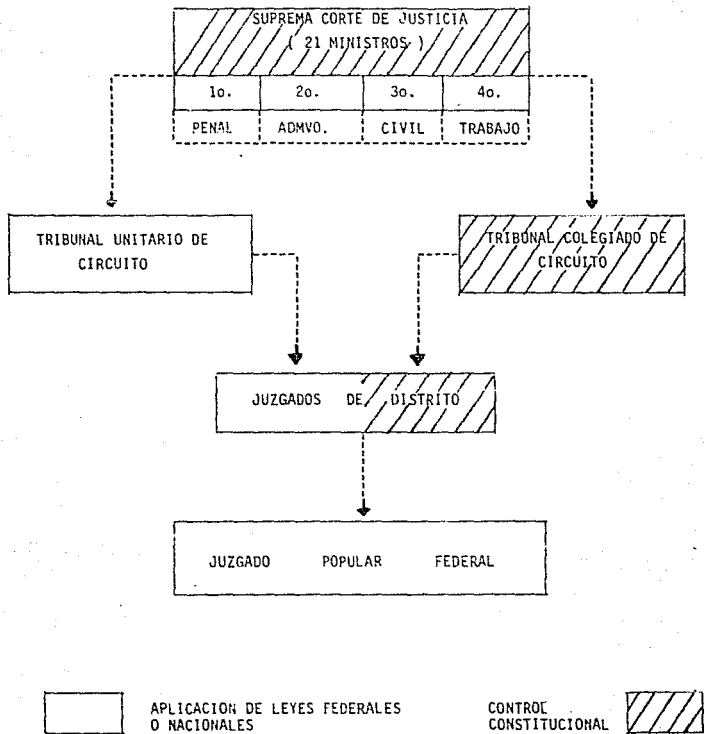 SUPREMA CORTE DE JUSTICIA
( 21 MINISTROS )
1o. 2o. 3o. 4o.
PENAL ADMVO. CIVIL TRABAJO
TRIBUNAL UNITARIO DE
CIRCUITO
TRIBUNAL COLEGIADO DE
CIRCUITO
JUZGADOS DE DISTRITO
JUZGADO POPULAR FEDERAL
APLICACION DE LEYES FEDERALES
O NACIONALES
CONTROL
CONSTITUCIONAL